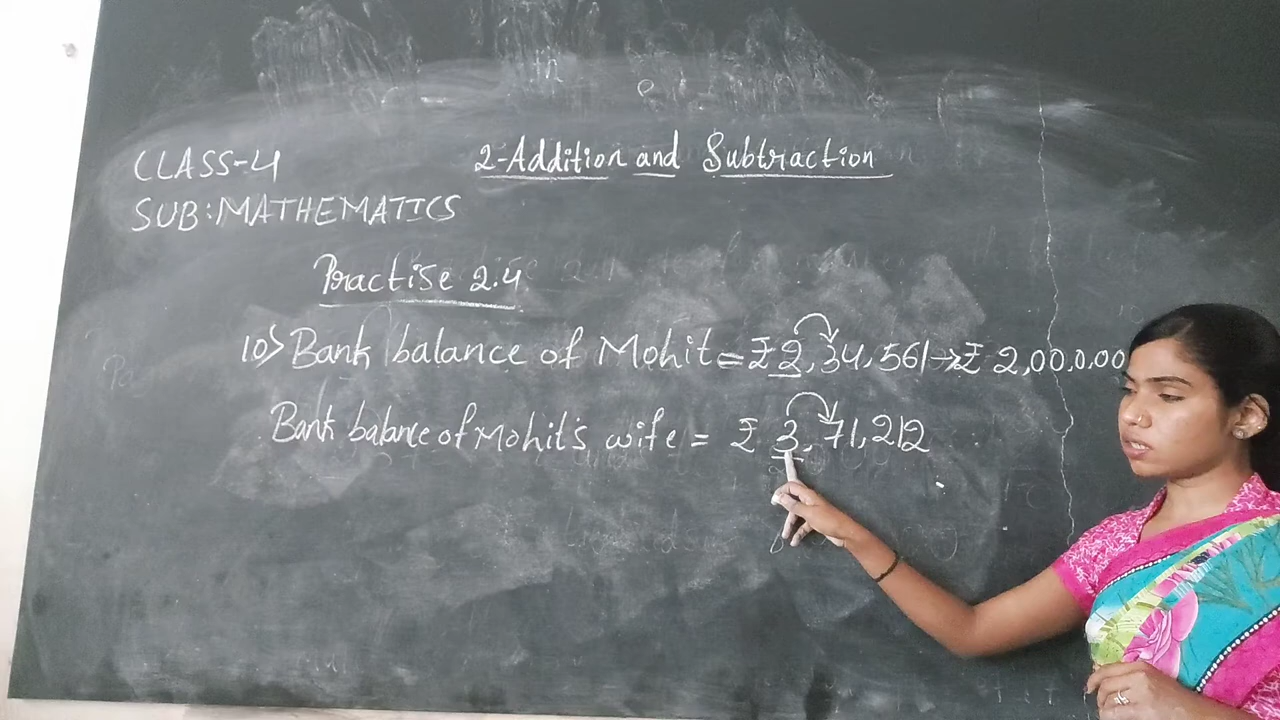 CLASS-4
2-Addition and Subtraction
SUB:MATHEMATICS
Practise 2.4
10> Bank balance of Mohit = ₹ 2,34,561 → ₹ 2,00,0,00
Bank balance of Mohit's wife = ₹ 3,71,212